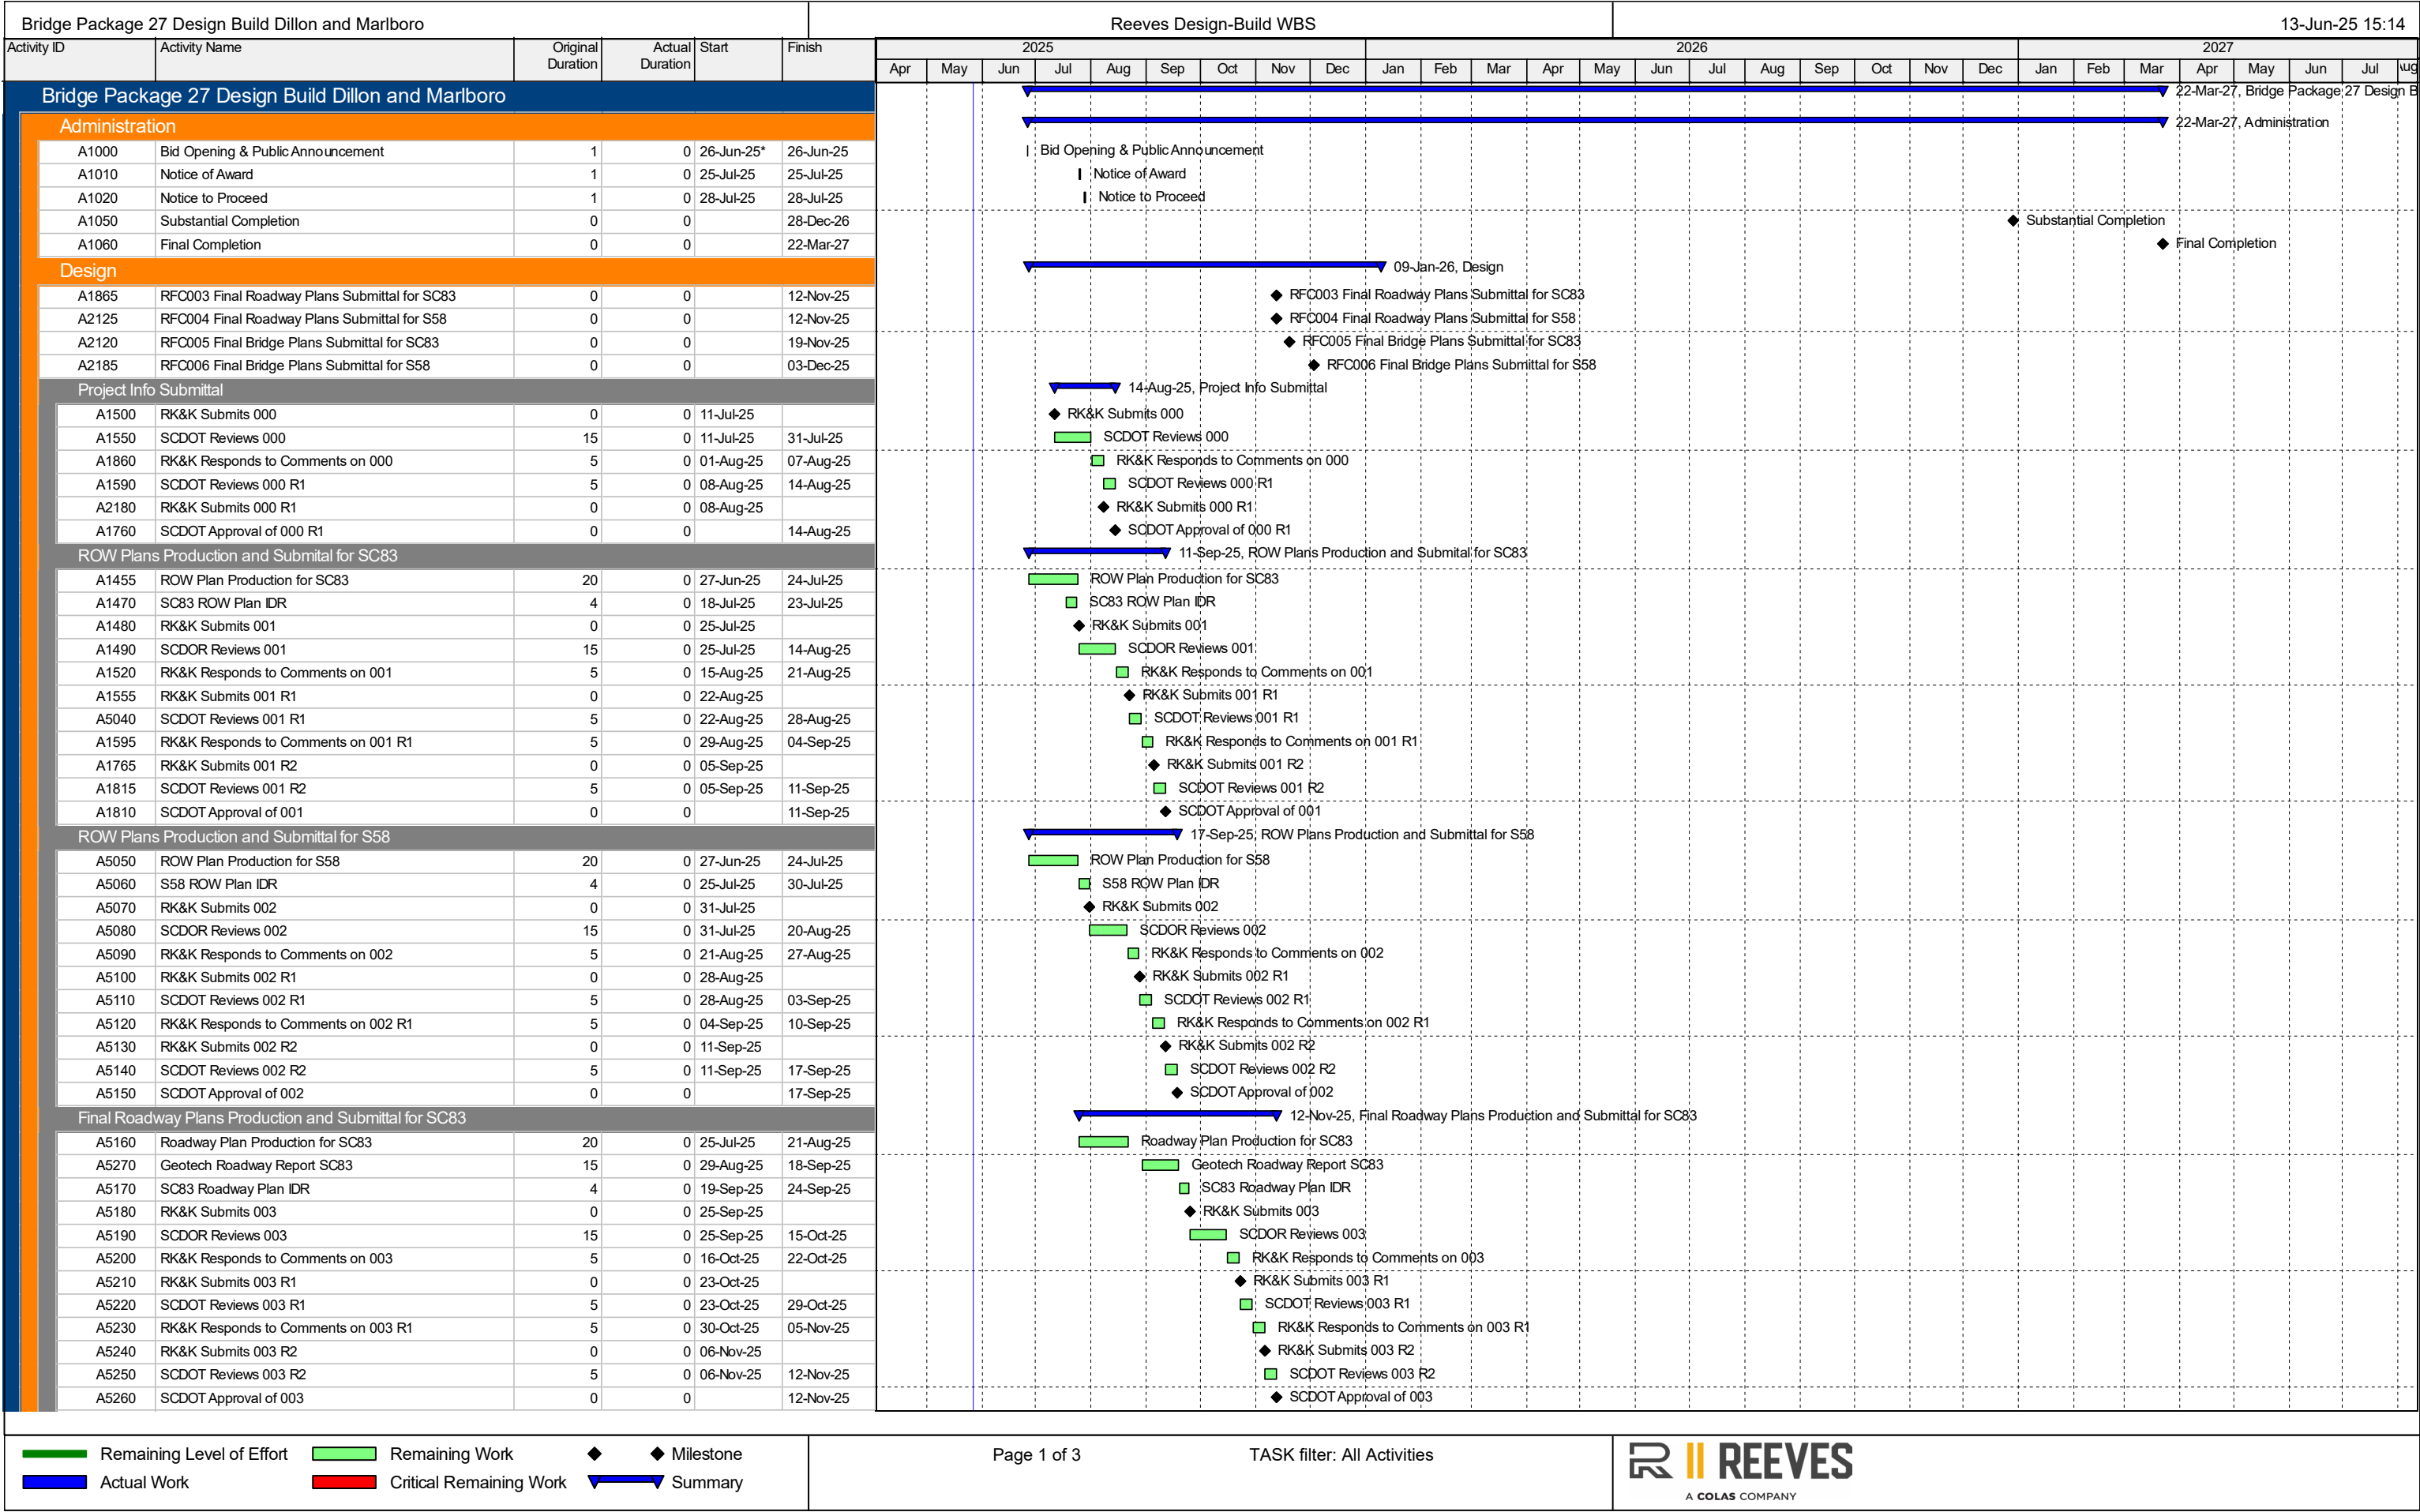 Bridge Package 27 Design Build Dillon and Marlboro Reeves Design-Build WBS 13-Jun-25 15:14
Activity ID Activity Name Original Duration Actual Duration Start Finish 2025 2026 2027
Apr May Jun Jul Aug Sep Oct Nov Dec Jan Feb Mar Apr May Jun Jul Aug Sep Oct Nov Dec Jan Feb Mar Apr May Jun Jul Aug
Bridge Package 27 Design Build Dillon and Marlboro 22-Mar-27, Bridge Package 27 Design B
Administration 22-Mar-27, Administration
A1000 Bid Opening & Public Announcement 1 0 26-Jun-25* 26-Jun-25 Bid Opening & Public Announcement
A1010 Notice of Award 1 0 25-Jul-25 25-Jul-25 Notice of Award
A1020 Notice to Proceed 1 0 28-Jul-25 28-Jul-25 Notice to Proceed
A1050 Substantial Completion 0 0 28-Dec-26 Substantial Completion
A1060 Final Completion 0 0 22-Mar-27 Final Completion
Design 09-Jan-26, Design
A1865 RFC003 Final Roadway Plans Submittal for SC83 0 0 12-Nov-25 RFC003 Final Roadway Plans Submittal for SC83
A2125 RFC004 Final Roadway Plans Submittal for S58 0 0 12-Nov-25 RFC004 Final Roadway Plans Submittal for S58
A2120 RFC005 Final Bridge Plans Submittal for SC83 0 0 19-Nov-25 RFC005 Final Bridge Plans Submittal for SC83
A2185 RFC006 Final Bridge Plans Submittal for S58 0 0 03-Dec-25 RFC006 Final Bridge Plans Submittal for S58
Project Info Submittal 14-Aug-25, Project Info Submittal
A1500 RK&K Submits 000 0 0 11-Jul-25 RK&K Submits 000
A1550 SCDOT Reviews 000 15 0 11-Jul-25 31-Jul-25 SCDOT Reviews 000
A1860 RK&K Responds to Comments on 000 5 0 01-Aug-25 07-Aug-25 RK&K Responds to Comments on 000
A1590 SCDOT Reviews 000 R1 5 0 08-Aug-25 14-Aug-25 SCDOT Reviews 000 R1
A2180 RK&K Submits 000 R1 0 0 08-Aug-25 RK&K Submits 000 R1
A1760 SCDOT Approval of 000 R1 0 0 14-Aug-25 SCDOT Approval of 000 R1
ROW Plans Production and Submital for SC83 11-Sep-25, ROW Plans Production and Submital for SC83
A1455 ROW Plan Production for SC83 20 0 27-Jun-25 24-Jul-25 ROW Plan Production for SC83
A1470 SC83 ROW Plan IDR 4 0 18-Jul-25 23-Jul-25 SC83 ROW Plan IDR
A1480 RK&K Submits 001 0 0 25-Jul-25 RK&K Submits 001
A1490 SCDOR Reviews 001 15 0 25-Jul-25 14-Aug-25 SCDOR Reviews 001
A1520 RK&K Responds to Comments on 001 5 0 15-Aug-25 21-Aug-25 RK&K Responds to Comments on 001
A1555 RK&K Submits 001 R1 0 0 22-Aug-25 RK&K Submits 001 R1
A5040 SCDOT Reviews 001 R1 5 0 22-Aug-25 28-Aug-25 SCDOT Reviews 001 R1
A1595 RK&K Responds to Comments on 001 R1 5 0 29-Aug-25 04-Sep-25 RK&K Responds to Comments on 001 R1
A1765 RK&K Submits 001 R2 0 0 05-Sep-25 RK&K Submits 001 R2
A1815 SCDOT Reviews 001 R2 5 0 05-Sep-25 11-Sep-25 SCDOT Reviews 001 R2
A1810 SCDOT Approval of 001 0 0 11-Sep-25 SCDOT Approval of 001
ROW Plans Production and Submittal for S58 17-Sep-25, ROW Plans Production and Submittal for S58
A5050 ROW Plan Production for S58 20 0 27-Jun-25 24-Jul-25 ROW Plan Production for S58
A5060 S58 ROW Plan IDR 4 0 25-Jul-25 30-Jul-25 S58 ROW Plan IDR
A5070 RK&K Submits 002 0 0 31-Jul-25 RK&K Submits 002
A5080 SCDOR Reviews 002 15 0 31-Jul-25 20-Aug-25 SCDOR Reviews 002
A5090 RK&K Responds to Comments on 002 5 0 21-Aug-25 27-Aug-25 RK&K Responds to Comments on 002
A5100 RK&K Submits 002 R1 0 0 28-Aug-25 RK&K Submits 002 R1
A5110 SCDOT Reviews 002 R1 5 0 28-Aug-25 03-Sep-25 SCDOT Reviews 002 R1
A5120 RK&K Responds to Comments on 002 R1 5 0 04-Sep-25 10-Sep-25 RK&K Responds to Comments on 002 R1
A5130 RK&K Submits 002 R2 0 0 11-Sep-25 RK&K Submits 002 R2
A5140 SCDOT Reviews 002 R2 5 0 11-Sep-25 17-Sep-25 SCDOT Reviews 002 R2
A5150 SCDOT Approval of 002 0 0 17-Sep-25 SCDOT Approval of 002
Final Roadway Plans Production and Submittal for SC83 12-Nov-25, Final Roadway Plans Production and Submittal for SC83
A5160 Roadway Plan Production for SC83 20 0 25-Jul-25 21-Aug-25 Roadway Plan Production for SC83
A5270 Geotech Roadway Report SC83 15 0 29-Aug-25 18-Sep-25 Geotech Roadway Report SC83
A5170 SC83 Roadway Plan IDR 4 0 19-Sep-25 24-Sep-25 SC83 Roadway Plan IDR
A5180 RK&K Submits 003 0 0 25-Sep-25 RK&K Submits 003
A5190 SCDOR Reviews 003 15 0 25-Sep-25 15-Oct-25 SCDOR Reviews 003
A5200 RK&K Responds to Comments on 003 5 0 16-Oct-25 22-Oct-25 RK&K Responds to Comments on 003
A5210 RK&K Submits 003 R1 0 0 23-Oct-25 RK&K Submits 003 R1
A5220 SCDOT Reviews 003 R1 5 0 23-Oct-25 29-Oct-25 SCDOT Reviews 003 R1
A5230 RK&K Responds to Comments on 003 R1 5 0 30-Oct-25 05-Nov-25 RK&K Responds to Comments on 003 R1
A5240 RK&K Submits 003 R2 0 0 06-Nov-25 RK&K Submits 003 R2
A5250 SCDOT Reviews 003 R2 5 0 06-Nov-25 12-Nov-25 SCDOT Reviews 003 R2
A5260 SCDOT Approval of 003 0 0 12-Nov-25 SCDOT Approval of 003
Remaining Level of Effort Remaining Work Milestone Page 1 of 3 TASK filter: All Activities
Actual Work Critical Remaining Work Summary
R REEVES
A COLAS COMPANY